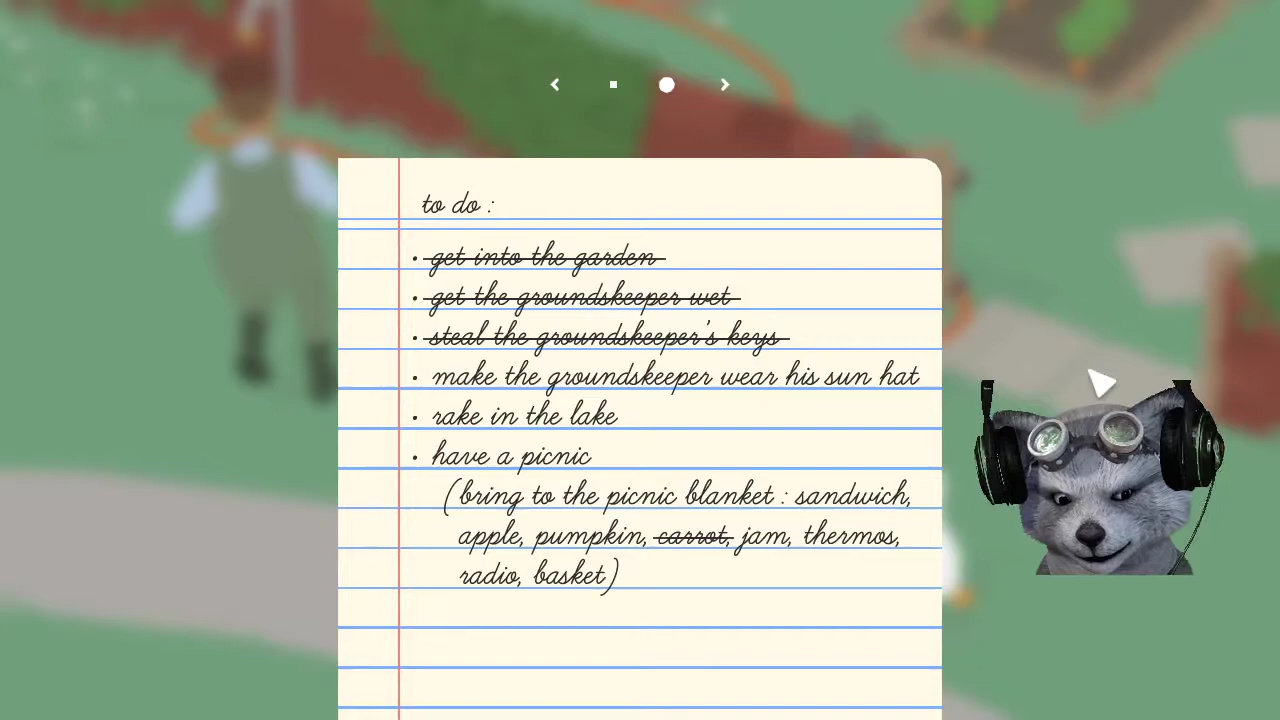 to do :
• get into the garden
• get the groundskeeper wet
• steal the groundskeeper's keys
• make the groundskeeper wear his sun hat
• rake in the lake
• have a picnic
(bring to the picnic blanket : sandwich,
apple, pumpkin, carrot, jam, thermos,
radio, basket)